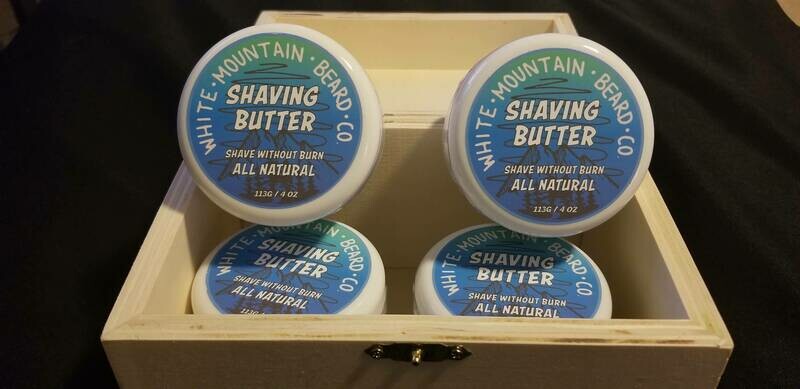 WHITE • MOUNTAIN • BEARD • CO
SHAVING
BUTTER
SHAVE WITHOUT BURN
ALL NATURAL
113G / 4 OZ
WHITE • MOUNTAIN • BEARD • CO
SHAVING
BUTTER
SHAVE WITHOUT BURN
ALL NATURAL
113G / 4 OZ
WHITE • MOUNTAIN • BEARD • CO
SHAVING
BUTTER
SHAVE WITHOUT BURN
ALL NATURAL
WHITE • MOUNTAIN • BEARD • CO
SHAVING
BUTTER
SHAVE WITHOUT BURN
ALL NATURAL